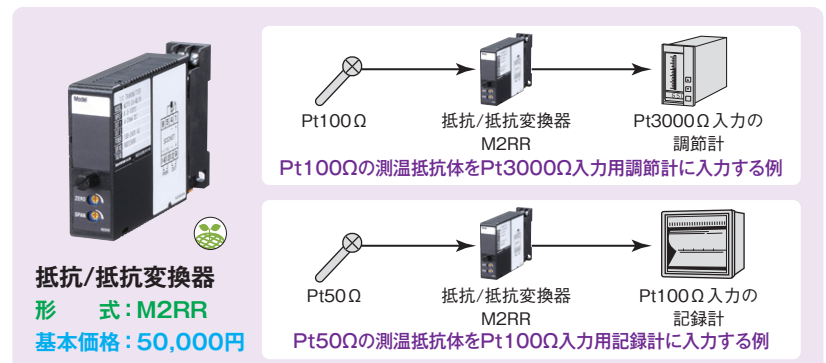 Model
ZERO
SPAN
抵抗/抵抗変換器
形　式：M2RR
基本価格：50,000円
Pt100Ω
抵抗/抵抗変換器
M2RR
Pt3000Ω入力の
調節計
Pt100Ωの測温抵抗体をPt3000Ω入力用調節計に入力する例
Pt50Ω
抵抗/抵抗変換器
M2RR
Pt100Ω入力の
記録計
Pt50Ωの測温抵抗体をPt100Ω入力用記録計に入力する例